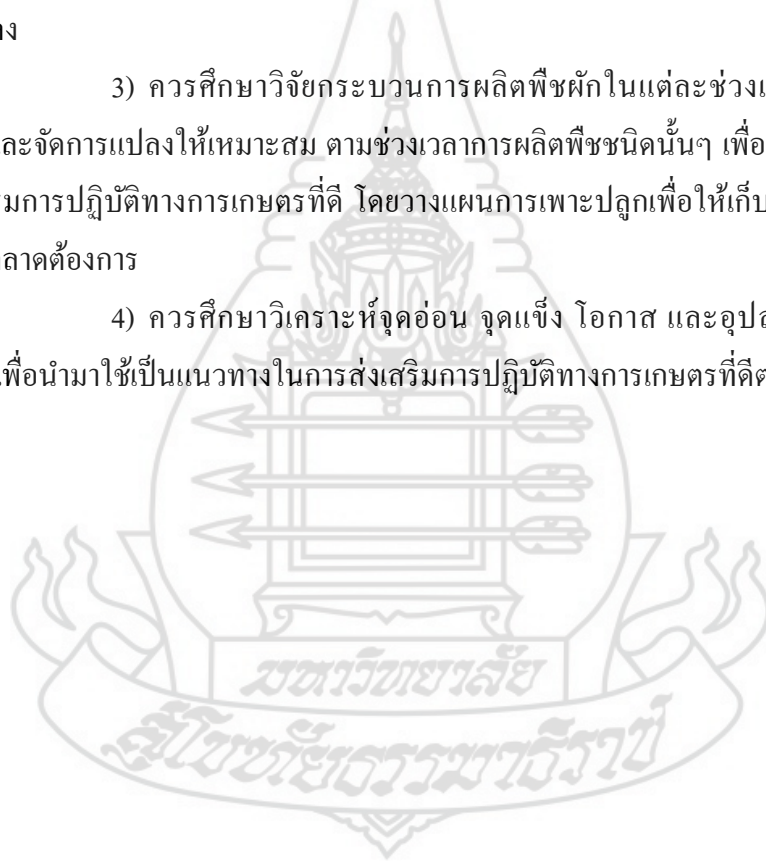 าง
3) ควรศึกษาวิจัยกระบวนการผลิตพืชผักในแต่ละช่วงเ
ละจัดการแปลงให้เหมาะสม ตามช่วงเวลาการผลิตพืชชนิดนั้นๆ เพื่อ
มการปฏิบัติทางการเกษตรที่ดี โดยวางแผนการเพาะปลูกเพื่อให้เก็บ
ลาดต้องการ
4) ควรศึกษาวิเคราะห์จุดอ่อน จุดแข็ง โอกาส และอุปส
พื่อนำมาใช้เป็นแนวทางในการส่งเสริมการปฏิบัติทางการเกษตรที่ดีต
มหาวิทยาลัย
สุโขทัยธรรมาธิราช